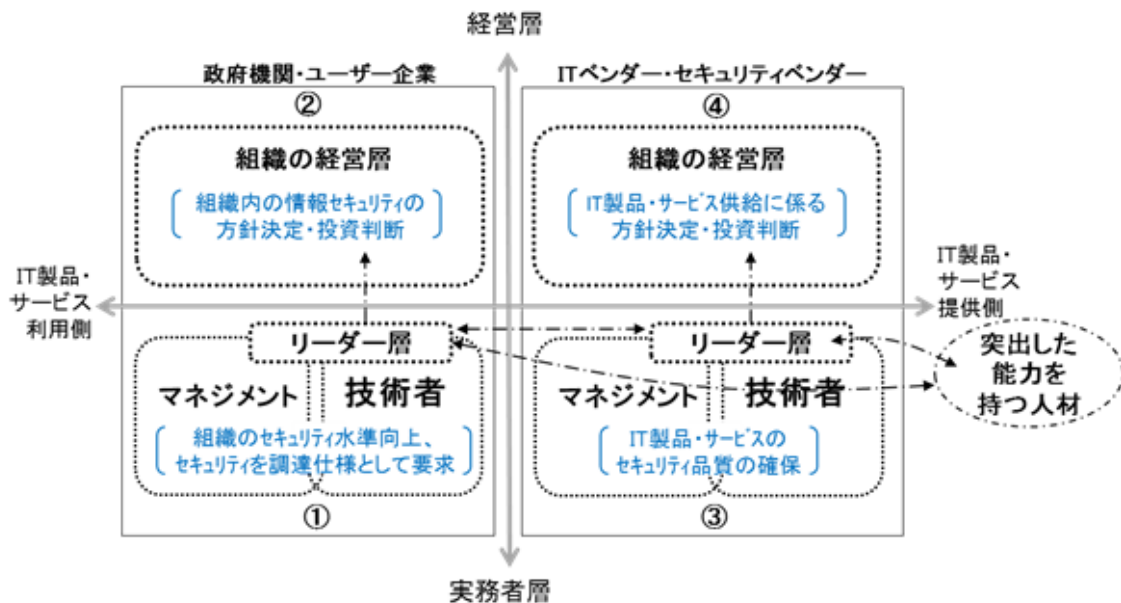 経営層
政府機関・ユーザー企業
ITベンダー・セキュリティベンダー
②
④
組織の経営層
組織内の情報セキュリティの
方針決定・投資判断
組織の経営層
IT製品・サービス供給に係る
方針決定・投資判断
IT製品・
サービス
利用側
IT製品・
サービス
提供側
リーダー層
マネジメント
技術者
組織のセキュリティ水準向上、
セキュリティを調達仕様として要求
①
リーダー層
マネジメント
技術者
IT製品・サービスの
セキュリティ品質の確保
③
突出した
能力を
持つ人材
実務者層